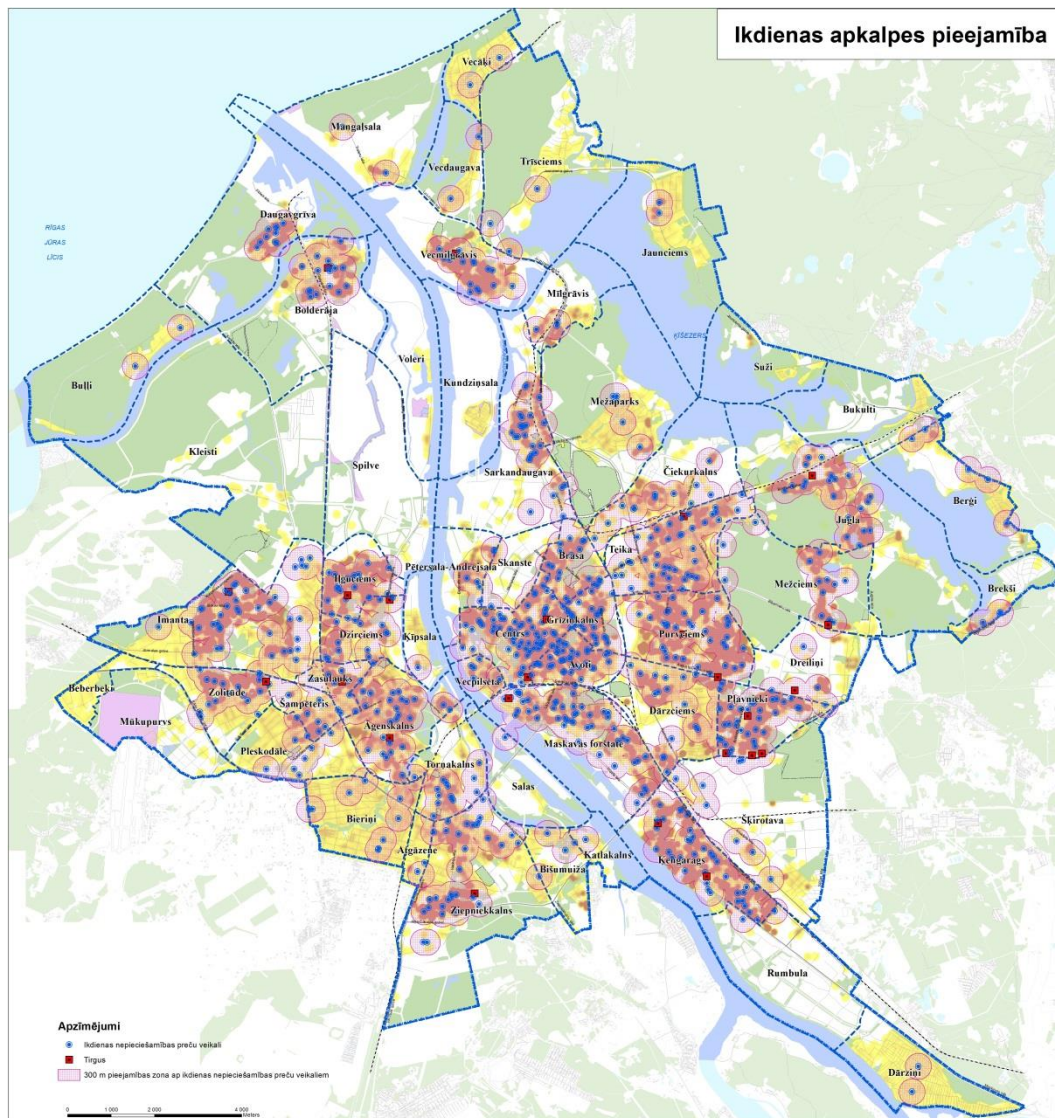 Ikdienas apkalpes pieejamība
Vecāķi
Mangaļsala
Vecdaugava
Trīsciems
Daugavgrīva
RĪGAS
JŪRAS
LĪCIS
Vecmīlgrāvis
Jaunciems
Mīlgrāvis
Bolderāja
ĶĪŠEZERS
Voleri
Suži
Buļļi
Kundziņsala
Mežaparks
Bukulti
Kleisti
Spilve
Sarkandaugava
Čiekurkalns
Berģi
Jugla
Brasa
Teika
Skanste
Pētersala-Andrejsala
Iļģuciems
Mežciems
Brekši
Imanta
Grīziņkalns
Dzirciems
Ķīpsala
Centrs
Purvciems
Avoti
Dreiliņi
Zasulauks
Vecpilsēta
Beberbeķi
Zolitūde
Pļavnieki
Šampēteris
Dārzciems
Mūkupurvs
Āgenskalns
Maskavas forštate
Pleskodāle
Torņakalns
Salas
Bieriņi
Šķirotava
Atgāzene
Katlakalns
Bišumuiža
Ķengarags
Ziepniekkalns
Rumbula
Dārziņi
Apzīmējumi
Ikdienas nepieciešamības preču veikali
Tirgus
300 m pieejamības zona ap ikdienas nepieciešamības preču veikaliem
0 1 000 2 000 4 000
Meters